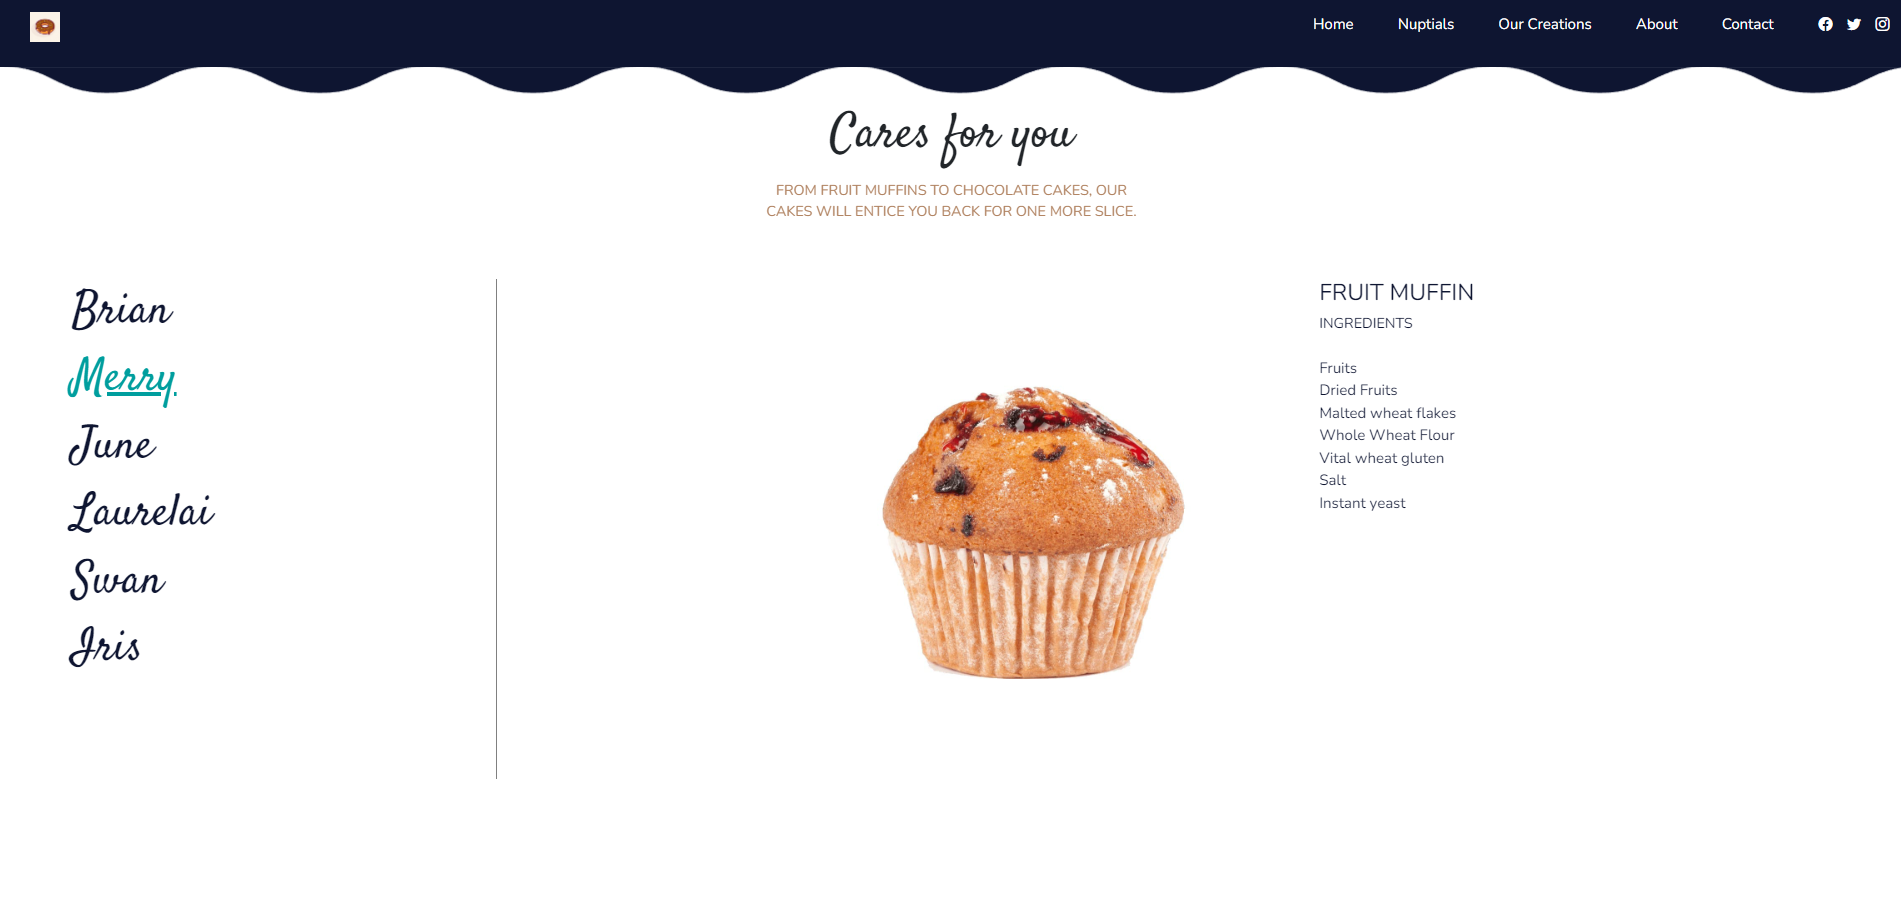 Home Nuptials Our Creations About Contact
Cares for you
FROM FRUIT MUFFINS TO CHOCOLATE CAKES, OUR
CAKES WILL ENTICE YOU BACK FOR ONE MORE SLICE.
Brian
Merry
June
Laurelai
Swan
Iris
FRUIT MUFFIN
INGREDIENTS
Fruits
Dried Fruits
Malted wheat flakes
Whole Wheat Flour
Vital wheat gluten
Salt
Instant yeast